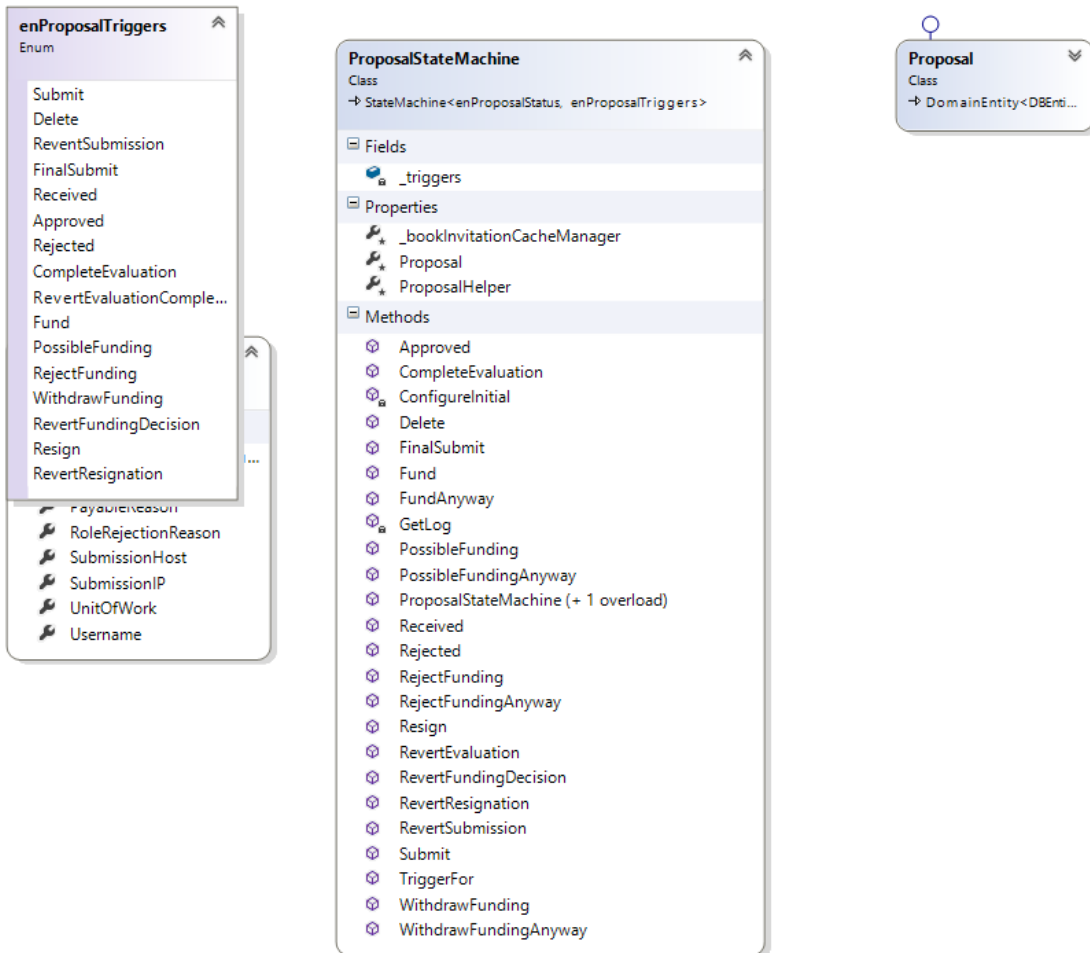 enProposalTriggers
Enum
Submit
Delete
ReventSubmission
FinalSubmit
Received
Approved
Rejected
CompleteEvaluation
RevertEvaluationComple...
Fund
PossibleFunding
RejectFunding
WithdrawFunding
RevertFundingDecision
Resign
RevertResignation
PayableReason
RoleRejectionReason
SubmissionHost
SubmissionIP
UnitOfWork
Username
ProposalStateMachine
Class
StateMachine<enProposalStatus, enProposalTriggers>
Fields
_triggers
Properties
_bookInvitationCacheManager
Proposal
ProposalHelper
Methods
Approved
CompleteEvaluation
ConfigureInitial
Delete
FinalSubmit
Fund
FundAnyway
GetLog
PossibleFunding
PossibleFundingAnyway
ProposalStateMachine (+ 1 overload)
Received
Rejected
RejectFunding
RejectFundingAnyway
Resign
RevertEvaluation
RevertFundingDecision
RevertResignation
RevertSubmission
Submit
TriggerFor
WithdrawFunding
WithdrawFundingAnyway
Proposal
Class
DomainEntity<DBEnti...